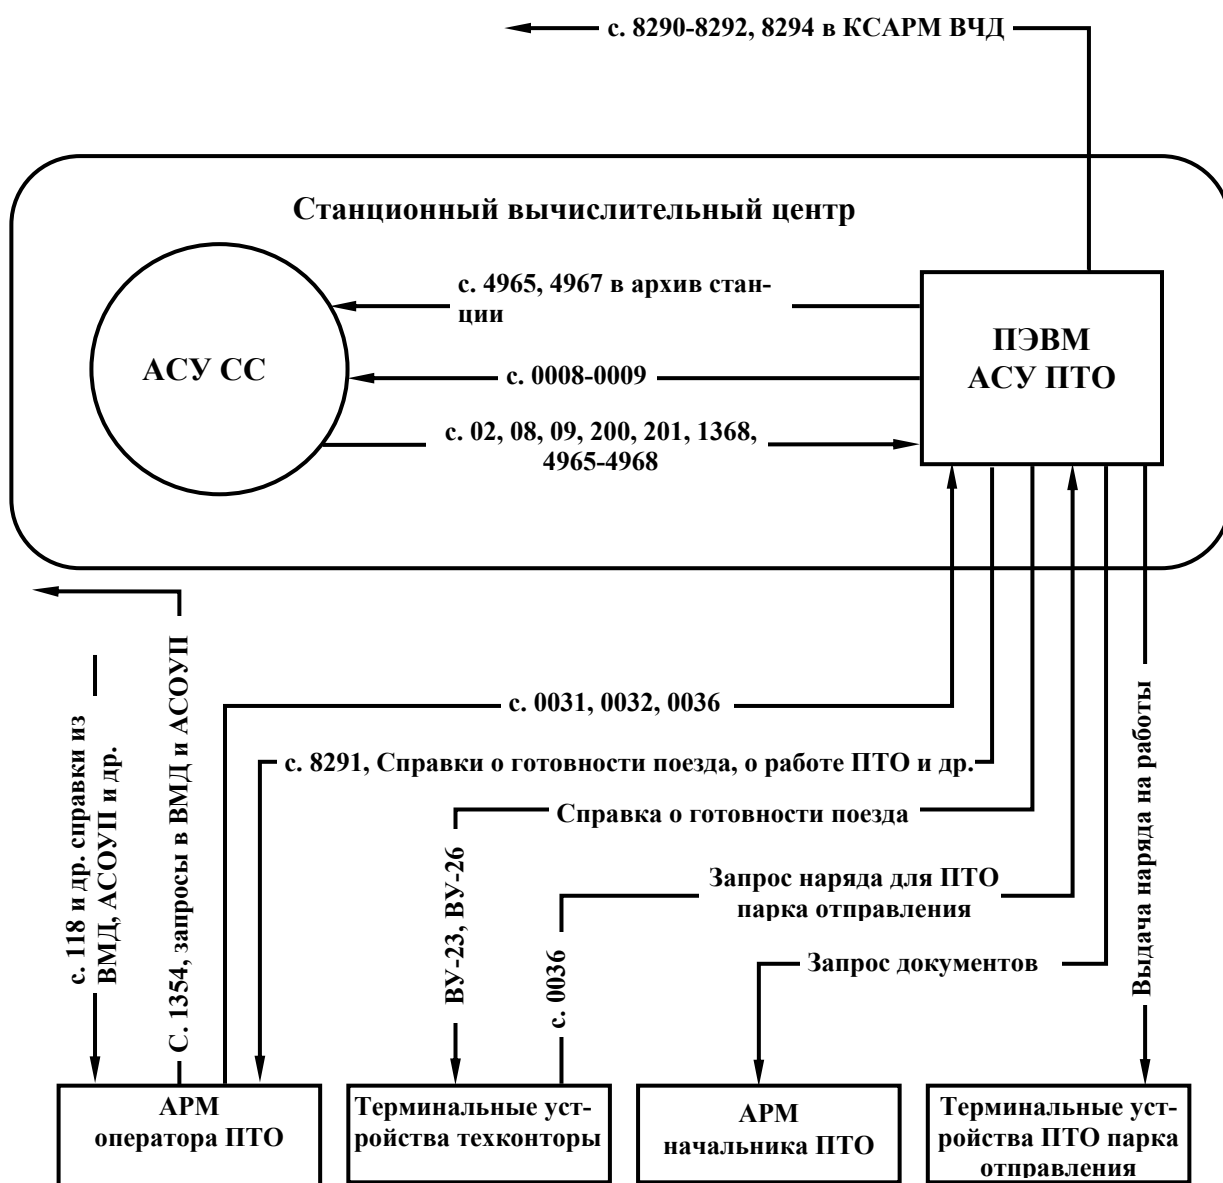 с. 8290-8292, 8294 в КСАРМ ВЧД
Станционный вычислительный центр
с. 4965, 4967 в архив стан-
ции
АСУ СС
ПЭВМ
АСУ ПТО
с. 0008-0009
с. 02, 08, 09, 200, 201, 1368,
4965-4968
с. 118 и др. справки из
ВМД, АСОУП и др.
С. 1354, запросы в ВМД и АСОУП
с. 0031, 0032, 0036
с. 8291, Справки о готовности поезда, о работе ПТО и др.
Справка о готовности поезда
ВУ-23, ВУ-26
с. 0036
Запрос наряда для ПТО
парка отправления
Запрос документов
Выдача наряда на работы
АРМ
оператора ПТО
Терминальные уст-
ройства техконторы
АРМ
начальника ПТО
Терминальные уст-
ройства ПТО парка
отправления